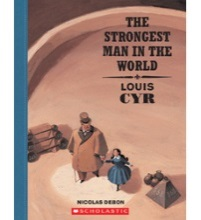 THE
STRONGEST
MAN IN THE
WORLD
LOUIS
CYR
NICOLAS DEBON
SCHOLASTIC